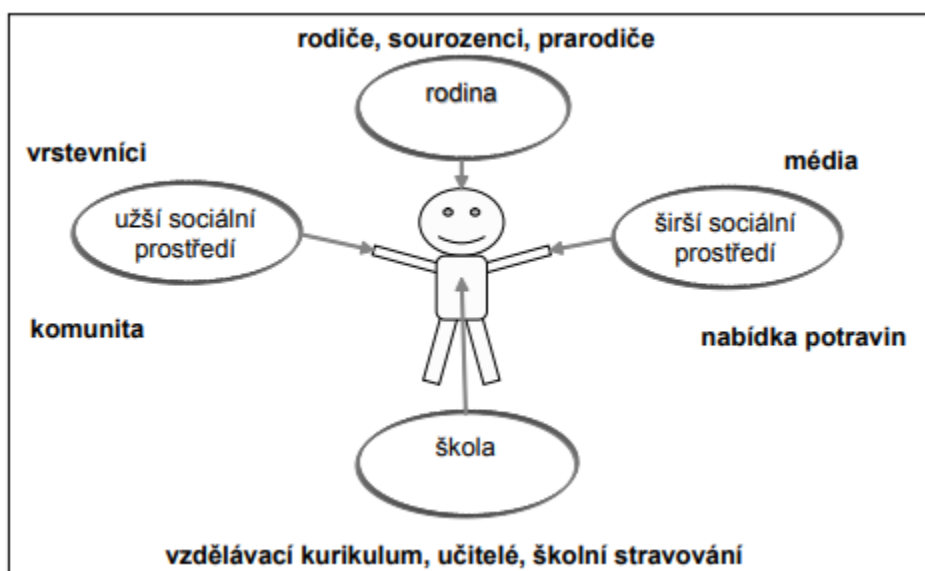 rodiče, sourozenci, prarodiče
rodina
vrstevníci
média
užší sociální
prostředí
širší sociální
prostředí
komunita
nabídka potravin
škola
vzdělávací kurikulum, učitelé, školní stravování